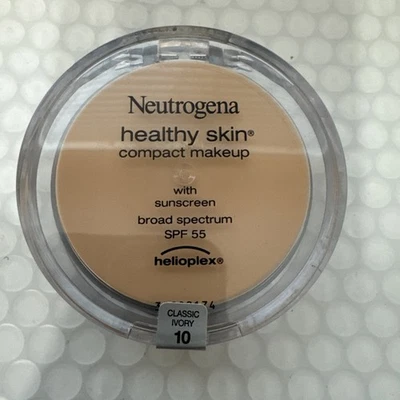 Neutrogena
healthy skin®
compact makeup
with
sunscreen
broad spectrum
SPF 55
helioplex®
CLASSIC
IVORY
10